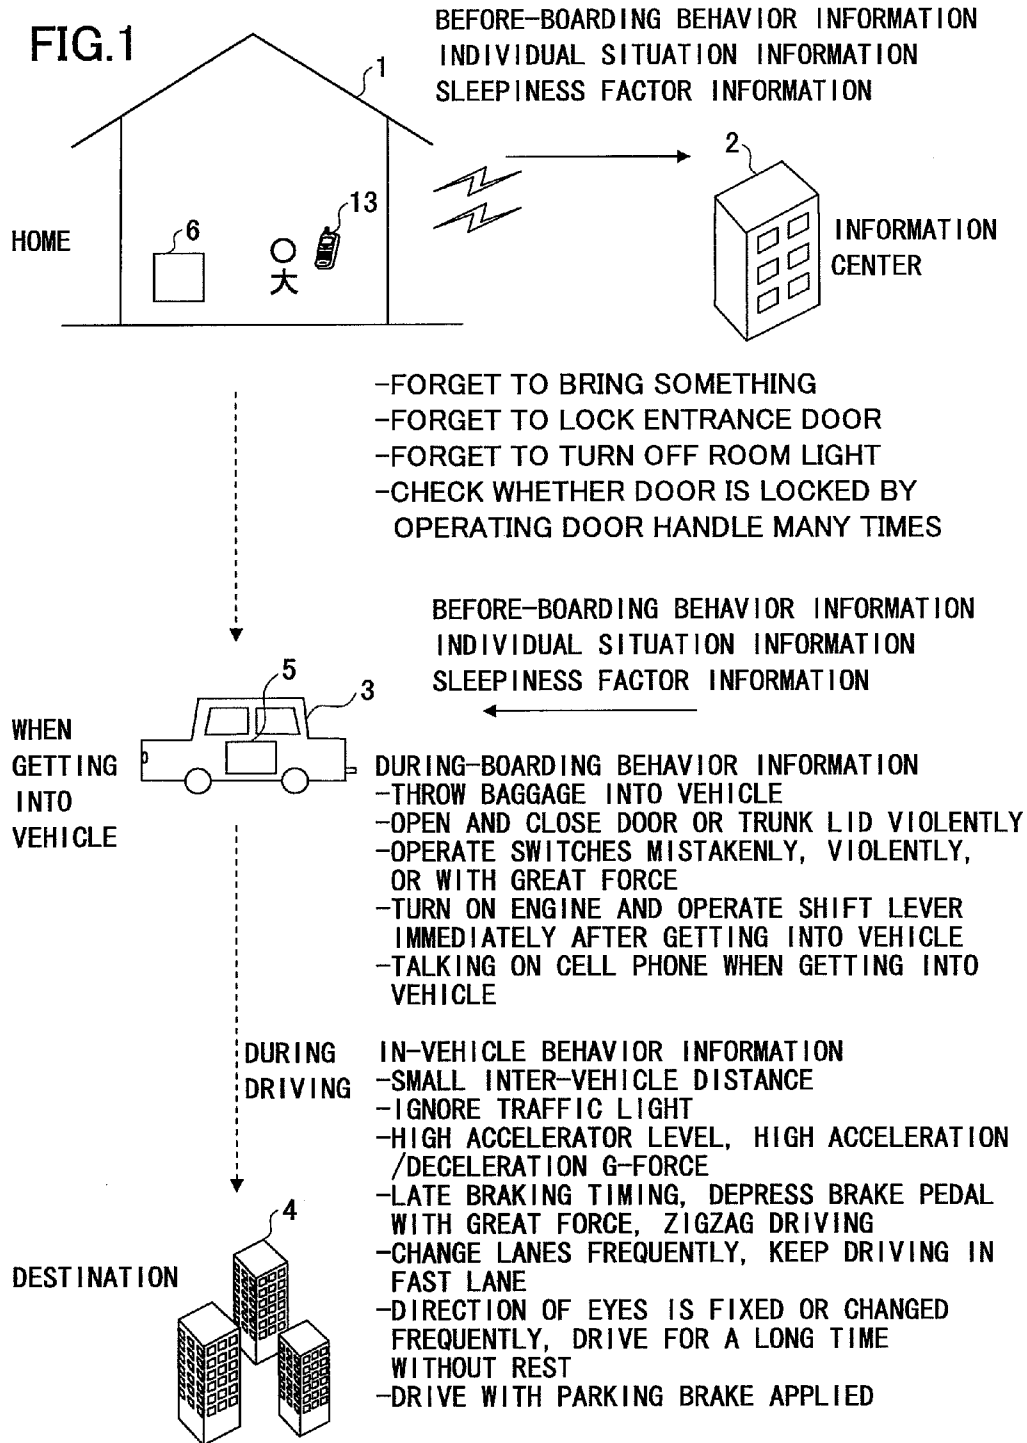 FIG.1
BEFORE-BOARDING BEHAVIOR INFORMATION
INDIVIDUAL SITUATION INFORMATION
SLEEPINESS FACTOR INFORMATION
1
2
13
6
HOME
INFORMATION
CENTER
-FORGET TO BRING SOMETHING
-FORGET TO LOCK ENTRANCE DOOR
-FORGET TO TURN OFF ROOM LIGHT
-CHECK WHETHER DOOR IS LOCKED BY
OPERATING DOOR HANDLE MANY TIMES
BEFORE-BOARDING BEHAVIOR INFORMATION
INDIVIDUAL SITUATION INFORMATION
SLEEPINESS FACTOR INFORMATION
5
3
WHEN
GETTING
INTO
VEHICLE
DURING-BOARDING BEHAVIOR INFORMATION
-THROW BAGGAGE INTO VEHICLE
-OPEN AND CLOSE DOOR OR TRUNK LID VIOLENTLY
-OPERATE SWITCHES MISTAKENLY, VIOLENTLY,
OR WITH GREAT FORCE
-TURN ON ENGINE AND OPERATE SHIFT LEVER
IMMEDIATELY AFTER GETTING INTO VEHICLE
-TALKING ON CELL PHONE WHEN GETTING INTO
VEHICLE
DURING
DRIVING
IN-VEHICLE BEHAVIOR INFORMATION
-SMALL INTER-VEHICLE DISTANCE
-IGNORE TRAFFIC LIGHT
-HIGH ACCELERATOR LEVEL, HIGH ACCELERATION
/DECELERATION G-FORCE
-LATE BRAKING TIMING, DEPRESS BRAKE PEDAL
WITH GREAT FORCE, ZIGZAG DRIVING
-CHANGE LANES FREQUENTLY, KEEP DRIVING IN
FAST LANE
-DIRECTION OF EYES IS FIXED OR CHANGED
FREQUENTLY, DRIVE FOR A LONG TIME
WITHOUT REST
-DRIVE WITH PARKING BRAKE APPLIED
4
DESTINATION